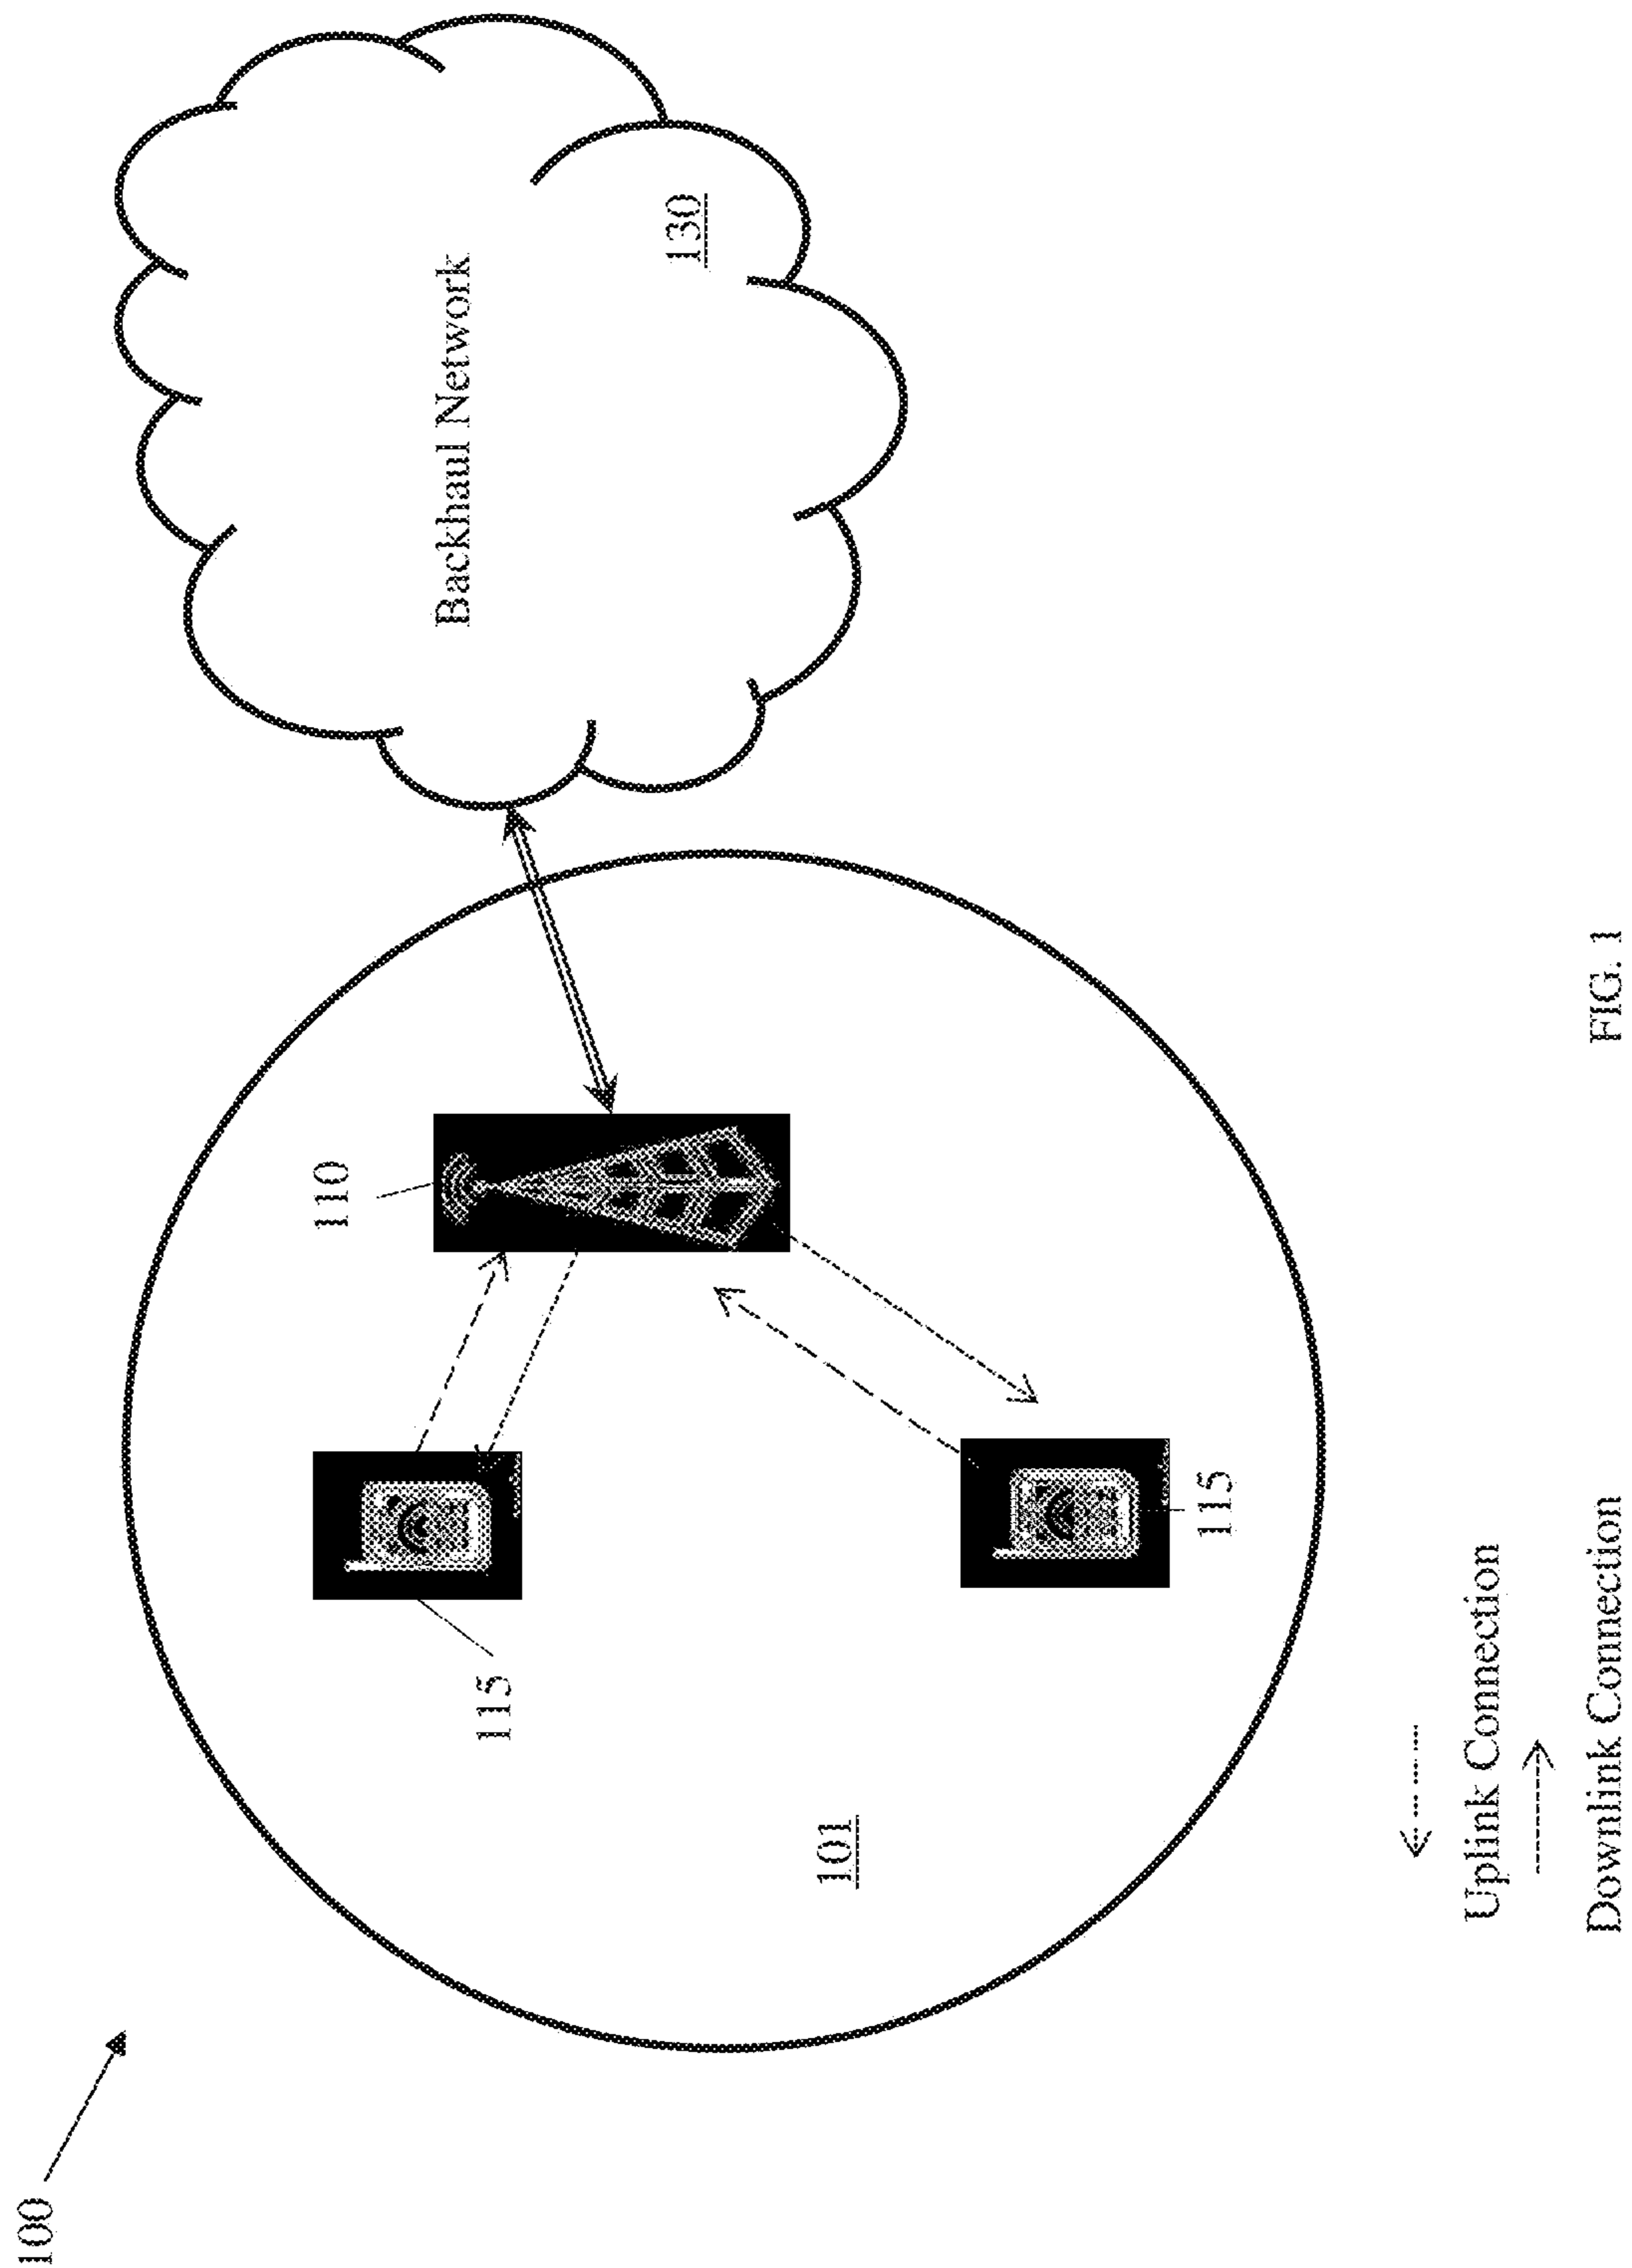 100
Backhaul Network
130
110
115
115
101
Uplink Connection
Downlink Connection
FIG. 1